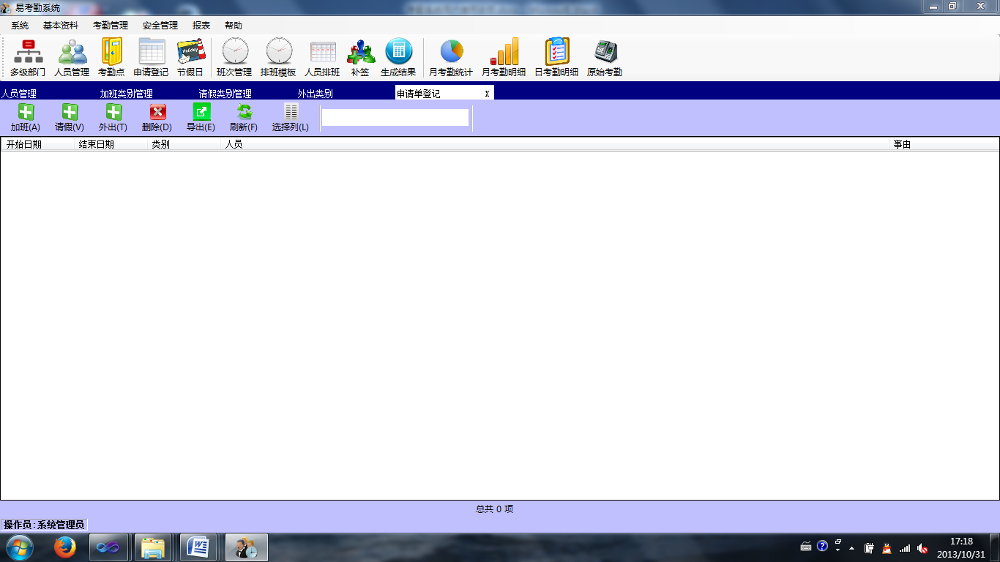 易考勤系统
系统 基本资料 考勤管理 安全管理 报表 帮助
多级部门 人员管理 考勤点 申请登记 节假日 班次管理 排班模板 人员排班 补签 生成结果 月考勤统计 月考勤明细 日考勤明细 原始考勤
Holiday
人员管理 加班类别管理 请假类别管理 外出类别 申请单登记 X
加班(A) 请假(V) 外出(T) 删除(D) 导出(E) 刷新(F) 选择列(L)
开始日期 结束日期 类别 人员 事由
总共 0 项
操作员:系统管理员
17:18
2013/10/31